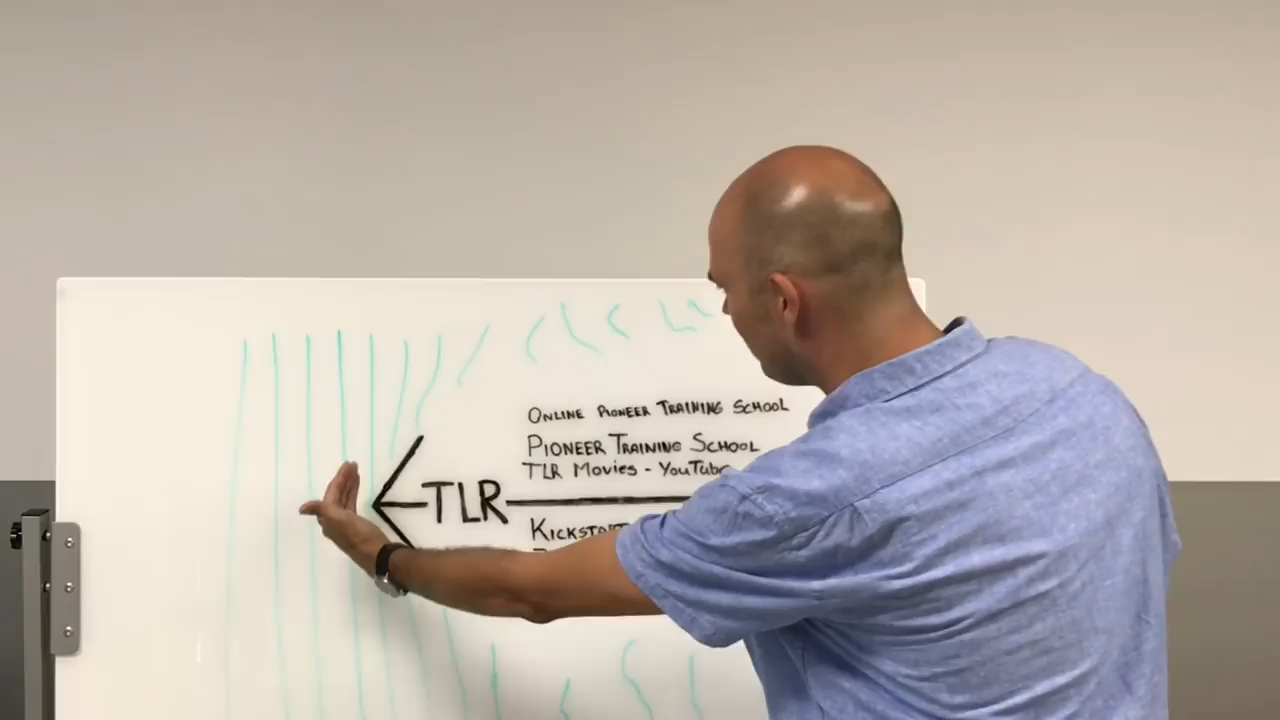 ONLINE PIONEER TRAINING SCHOOL
PIONEER TRAINING SCHOOL
TLR MOVIES - YOUTUBE
TLR